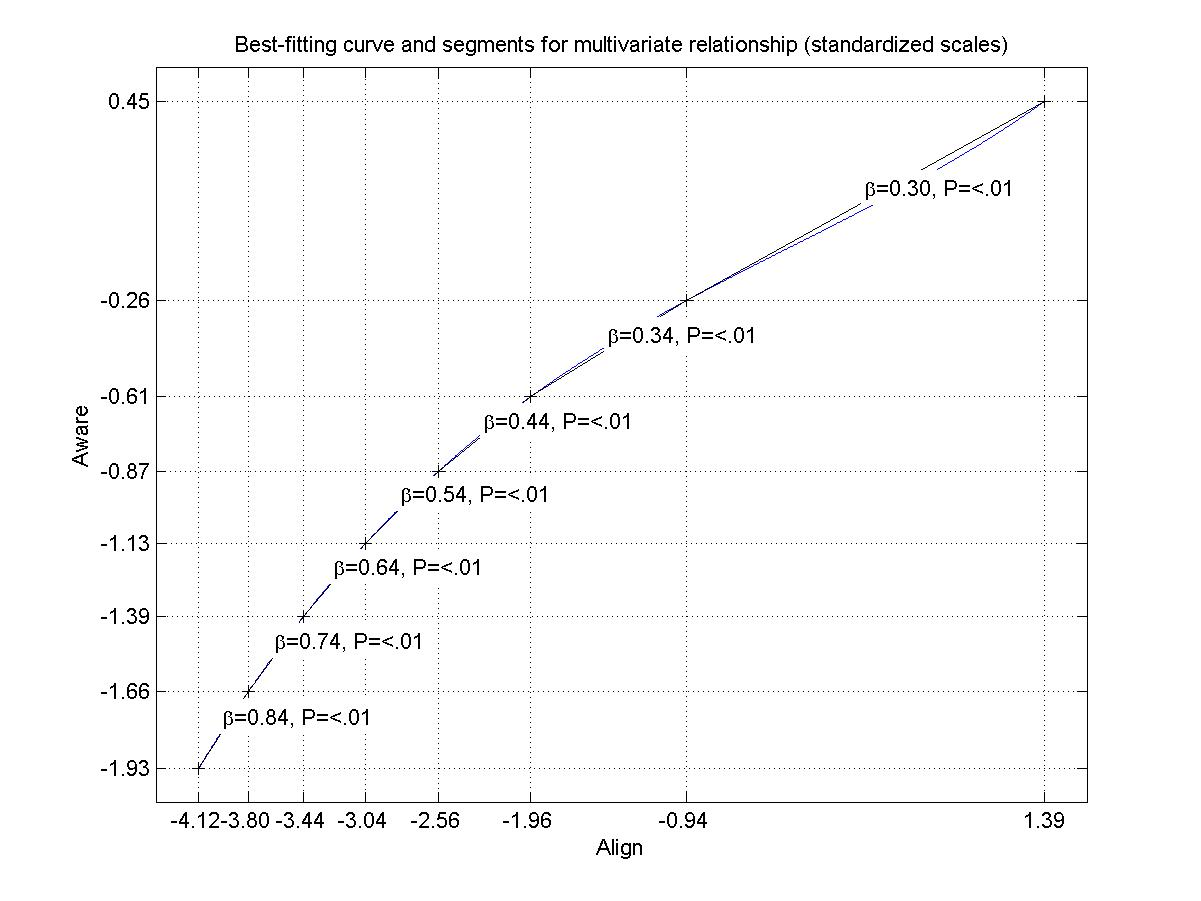 Best-fitting curve and segments for multivariate relationship (standardized scales)
0.45
β=0.30, P=<.01
-0.26
β=0.34, P=<.01
-0.61
β=0.44, P=<.01
Aware
-0.87
β=0.54, P=<.01
-1.13
β=0.64, P=<.01
-1.39
β=0.74, P=<.01
-1.66
β=0.84, P=<.01
-1.93
-4.12 -3.80 -3.44 -3.04 -2.56 -1.96 -0.94 1.39
Align